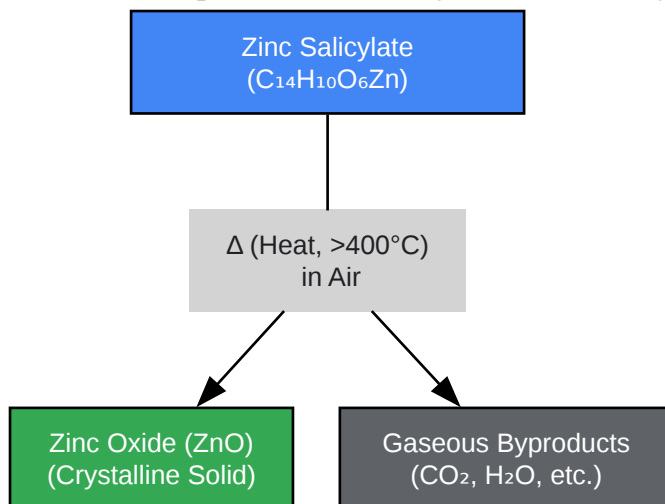 Zinc Salicylate
(C₁₄H₁₀O₆Zn)
Δ (Heat, >400°C)
in Air
Zinc Oxide (ZnO)
(Crystalline Solid)
Gaseous Byproducts
(CO₂, H₂O, etc.)